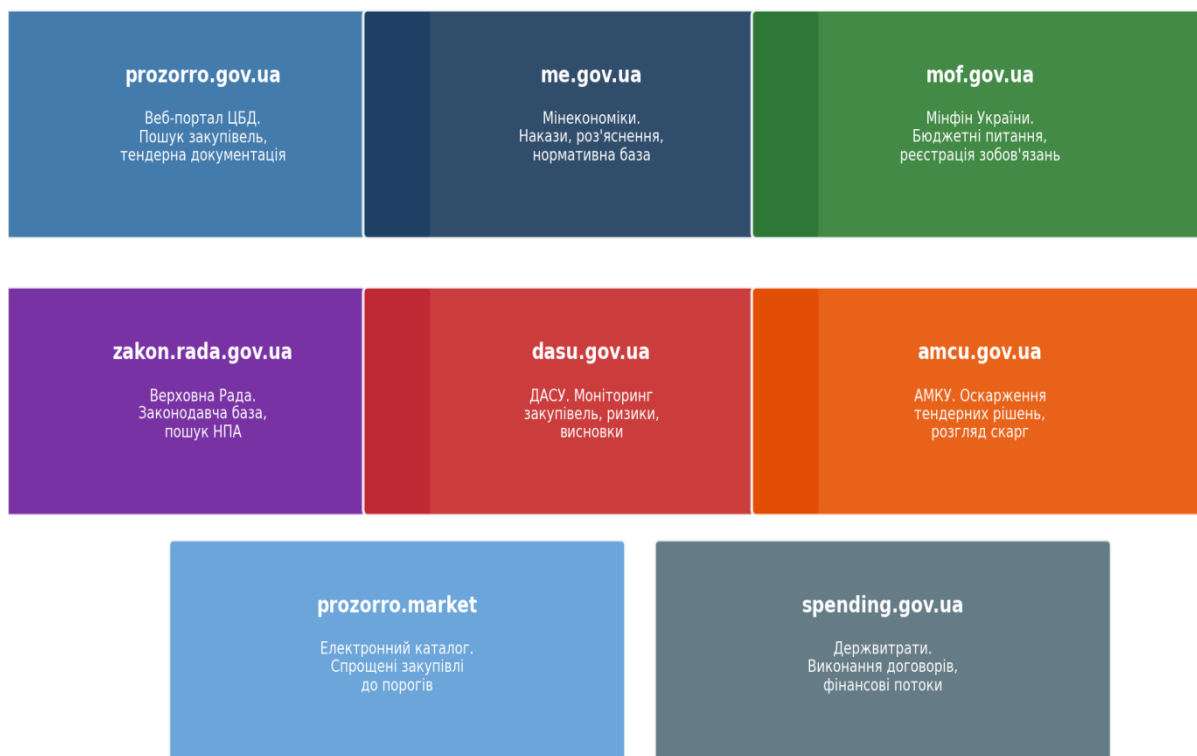 prozorro.gov.ua
Веб-портал ЦБД.
Пошук закупівель,
тендерна документація
me.gov.ua
Мінекономіки.
Накази, роз'яснення,
нормативна база
mof.gov.ua
Мінфін України.
Бюджетні питання,
реєстрація зобов'язань
zakon.rada.gov.ua
Верховна Рада.
Законодавча база,
пошук НПА
dasu.gov.ua
ДАСУ. Моніторинг
закупівель, ризики,
висновки
amcu.gov.ua
АМКУ. Оскарження
тендерних рішень,
розгляд скарг
prozorro.market
Електронний каталог.
Спрощені закупівлі
до порогів
spending.gov.ua
Держвитрати.
Виконання договорів,
фінансові потоки